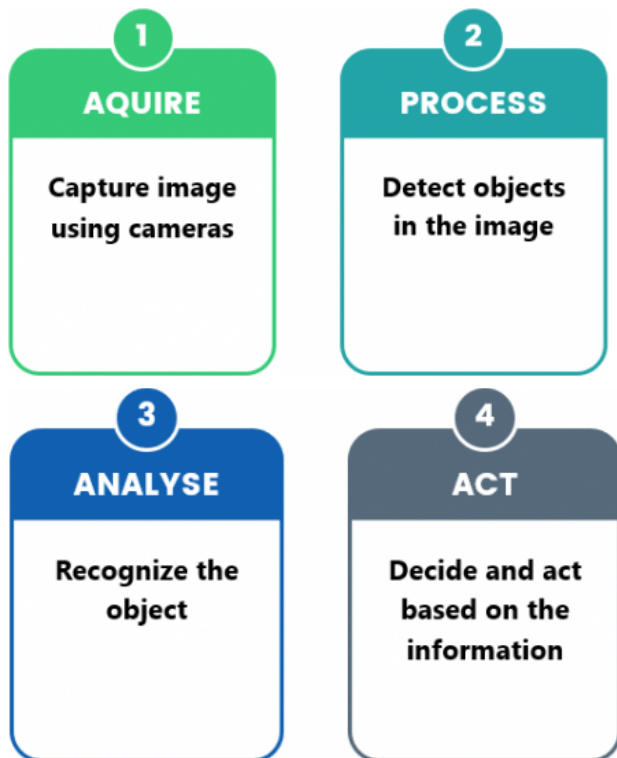 1
AQUIRE
Capture image
using cameras
2
PROCESS
Detect objects
in the image
3
ANALYSE
Recognize the
object
4
ACT
Decide and act
based on the
information